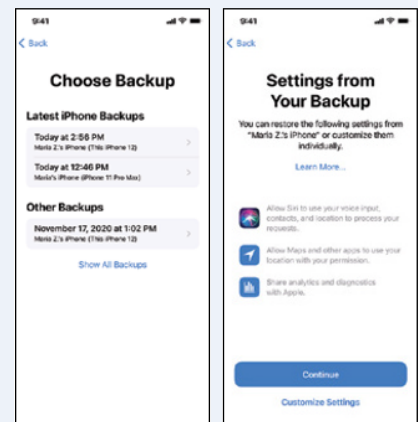 9:41
Back
Choose Backup
Latest iPhone Backups
Today at 2:56 PM
Maria Z.'s iPhone (This iPhone 12)
Today at 12:46 PM
Maria's iPhone (iPhone 11 Pro Max)
Other Backups
November 17, 2020 at 1:02 PM
Maria Z.'s iPhone (This iPhone 12)
Show All Backups
9:41
Back
Settings from
Your Backup
You can restore the following settings from
"Maria Z.'s iPhone" or customize them
individually.
Learn More...
Allow Siri to use your voice input,
contacts, and location to process your
requests.
Allow Maps and other apps to use your
location with your permission.
Share analytics and diagnostics
with Apple.
Continue
Customize Settings